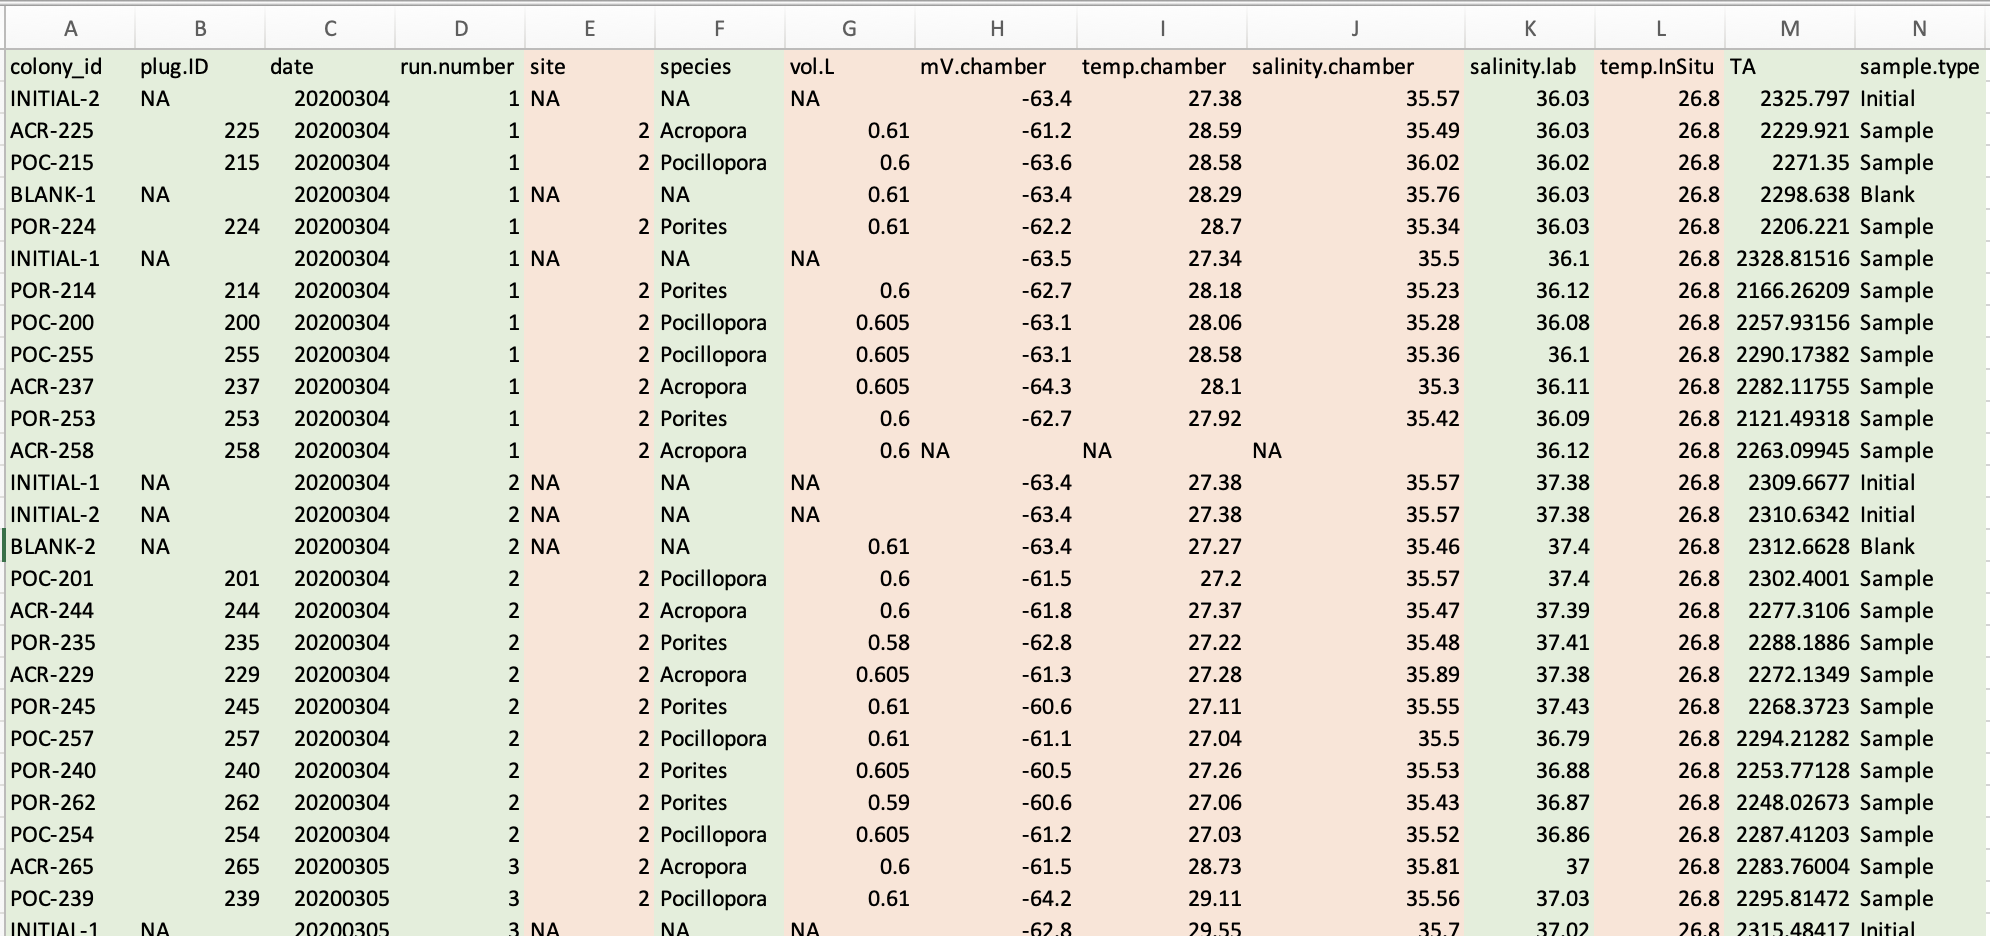 A B C D E F G H I J K L M N
colony_id plug.ID date run.number site species vol.L mV.chamber temp.chamber salinity.chamber salinity.lab temp.InSitu TA sample.type
INITIAL-2 NA 20200304 1 NA NA NA -63.4 27.38 35.57 36.03 26.8 2325.797 Initial
ACR-225 225 20200304 1 2 Acropora 0.61 -61.2 28.59 35.49 36.03 26.8 2229.921 Sample
POC-215 215 20200304 1 2 Pocillopora 0.6 -63.6 28.58 36.02 36.02 26.8 2271.35 Sample
BLANK-1 NA 20200304 1 NA NA 0.61 -63.4 28.29 35.76 36.03 26.8 2298.638 Blank
POR-224 224 20200304 1 2 Porites 0.61 -62.2 28.7 35.34 36.03 26.8 2206.221 Sample
INITIAL-1 NA 20200304 1 NA NA NA -63.5 27.34 35.5 36.1 26.8 2328.81516 Sample
POR-214 214 20200304 1 2 Porites 0.6 -62.7 28.18 35.23 36.12 26.8 2166.26209 Sample
POC-200 200 20200304 1 2 Pocillopora 0.605 -63.1 28.06 35.28 36.08 26.8 2257.93156 Sample
POC-255 255 20200304 1 2 Pocillopora 0.605 -63.1 28.58 35.36 36.1 26.8 2290.17382 Sample
ACR-237 237 20200304 1 2 Acropora 0.605 -64.3 28.1 35.3 36.11 26.8 2282.11755 Sample
POR-253 253 20200304 1 2 Porites 0.6 -62.7 27.92 35.42 36.09 26.8 2121.49318 Sample
ACR-258 258 20200304 1 2 Acropora 0.6 NA NA NA 36.12 26.8 2263.09945 Sample
INITIAL-1 NA 20200304 2 NA NA NA -63.4 27.38 35.57 37.38 26.8 2309.6677 Initial
INITIAL-2 NA 20200304 2 NA NA NA -63.4 27.38 35.57 37.38 26.8 2310.6342 Initial
BLANK-2 NA 20200304 2 NA NA 0.61 -63.4 27.27 35.46 37.4 26.8 2312.6628 Blank
POC-201 201 20200304 2 2 Pocillopora 0.6 -61.5 27.2 35.57 37.4 26.8 2302.4001 Sample
ACR-244 244 20200304 2 2 Acropora 0.6 -61.8 27.37 35.47 37.39 26.8 2277.3106 Sample
POR-235 235 20200304 2 2 Porites 0.58 -62.8 27.22 35.48 37.41 26.8 2288.1886 Sample
ACR-229 229 20200304 2 2 Acropora 0.605 -61.3 27.28 35.89 37.38 26.8 2272.1349 Sample
POR-245 245 20200304 2 2 Porites 0.61 -60.6 27.11 35.55 37.43 26.8 2268.3723 Sample
POC-257 257 20200304 2 2 Pocillopora 0.61 -61.1 27.04 35.5 36.79 26.8 2294.21282 Sample
POR-240 240 20200304 2 2 Porites 0.605 -60.5 27.26 35.53 36.88 26.8 2253.77128 Sample
POR-262 262 20200304 2 2 Porites 0.59 -60.6 27.06 35.43 36.87 26.8 2248.02673 Sample
POC-254 254 20200304 2 2 Pocillopora 0.605 -61.2 27.03 35.52 36.86 26.8 2287.41203 Sample
ACR-265 265 20200305 3 2 Acropora 0.6 -61.5 28.73 35.81 37 26.8 2283.76004 Sample
POC-239 239 20200305 3 2 Pocillopora 0.61 -64.2 29.11 35.56 37.03 26.8 2295.81472 Sample
INITIAL-1 NA 20200305 3 NA NA NA -62.8 29.55 35.7 37.02 26.8 2315.48417 Initial